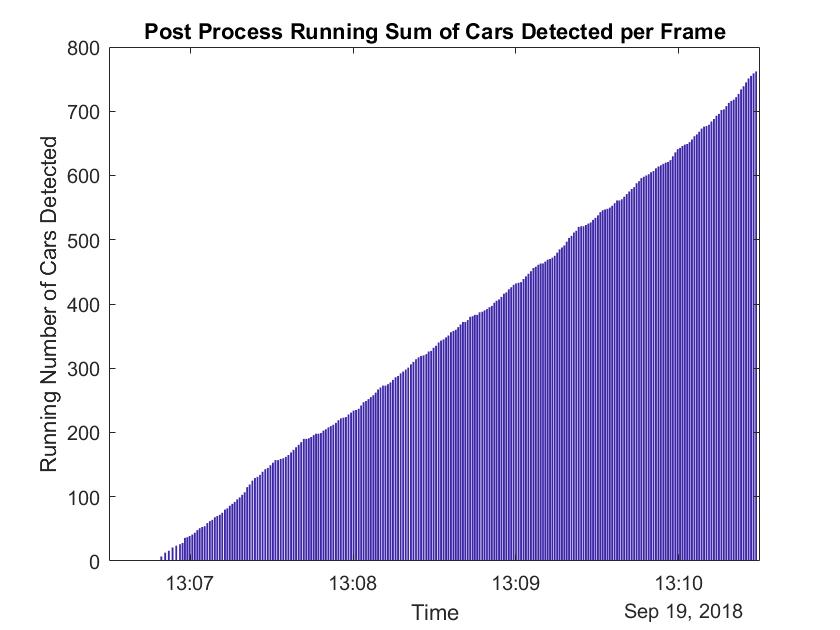 Post Process Running Sum of Cars Detected per Frame
800
700
600
500
400
300
200
100
0
Running Number of Cars Detected
13:07 13:08 13:09 13:10
Time
Sep 19, 2018